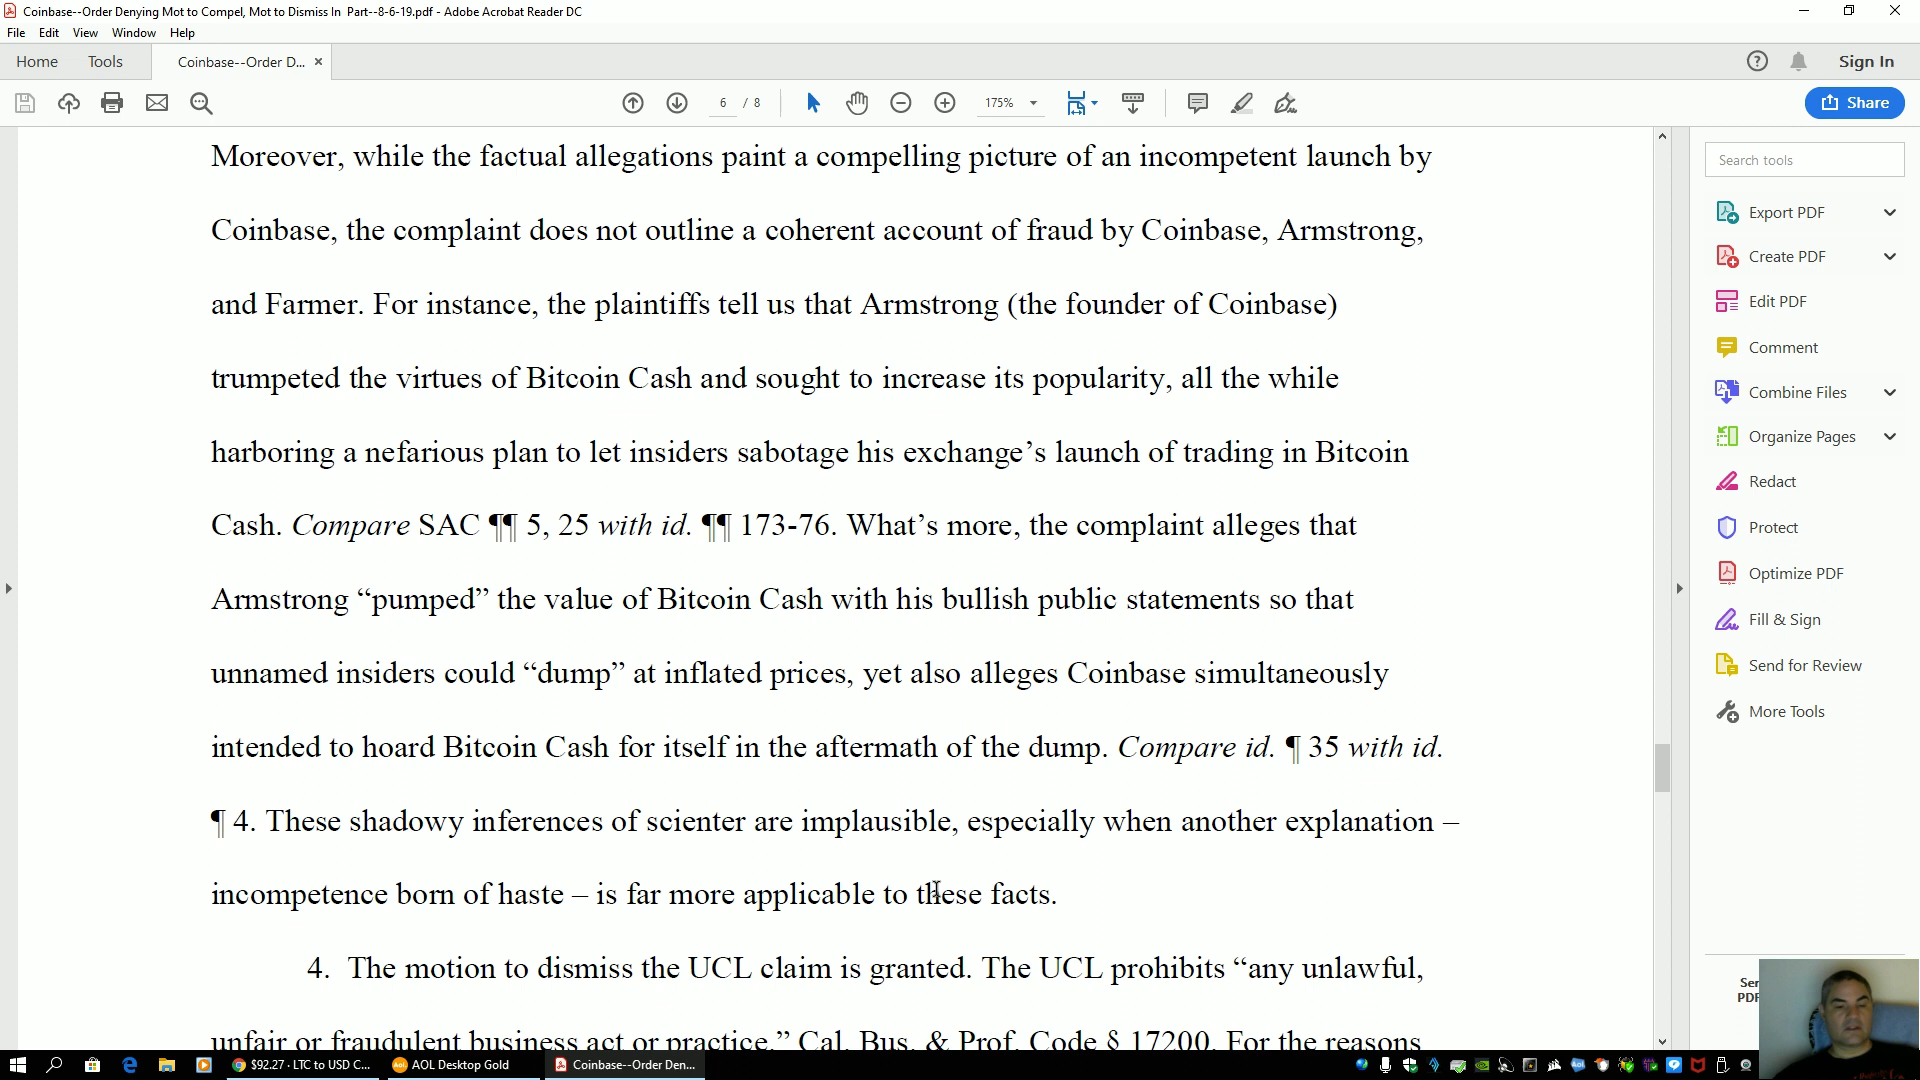 Coinbase--Order Denying Mot to Compel, Mot to Dismiss In Part--8-6-19.pdf - Adobe Acrobat Reader DC
File Edit View Window Help
Home Tools Coinbase--Order D... × Sign In
6 / 8 175% Share
Moreover, while the factual allegations paint a compelling picture of an incompetent launch by
Coinbase, the complaint does not outline a coherent account of fraud by Coinbase, Armstrong,
and Farmer. For instance, the plaintiffs tell us that Armstrong (the founder of Coinbase)
trumpeted the virtues of Bitcoin Cash and sought to increase its popularity, all the while
harboring a nefarious plan to let insiders sabotage his exchange’s launch of trading in Bitcoin
Cash. Compare SAC ¶¶ 5, 25 with id. ¶¶ 173-76. What’s more, the complaint alleges that
Armstrong “pumped” the value of Bitcoin Cash with his bullish public statements so that
unnamed insiders could “dump” at inflated prices, yet also alleges Coinbase simultaneously
intended to hoard Bitcoin Cash for itself in the aftermath of the dump. Compare id. ¶ 35 with id.
¶ 4. These shadowy inferences of scienter are implausible, especially when another explanation –
incompetence born of haste – is far more applicable to these facts.
4. The motion to dismiss the UCL claim is granted. The UCL prohibits “any unlawful,
unfair or fraudulent business act or practice.” Cal. Bus. & Prof. Code § 17200. For the reasons
Search tools
Export PDF
Create PDF
Edit PDF
Comment
Combine Files
Organize Pages
Redact
Protect
Optimize PDF
Fill & Sign
Send for Review
More Tools
$92.27 · LTC to USD C... AOL Desktop Gold Coinbase--Order Den...